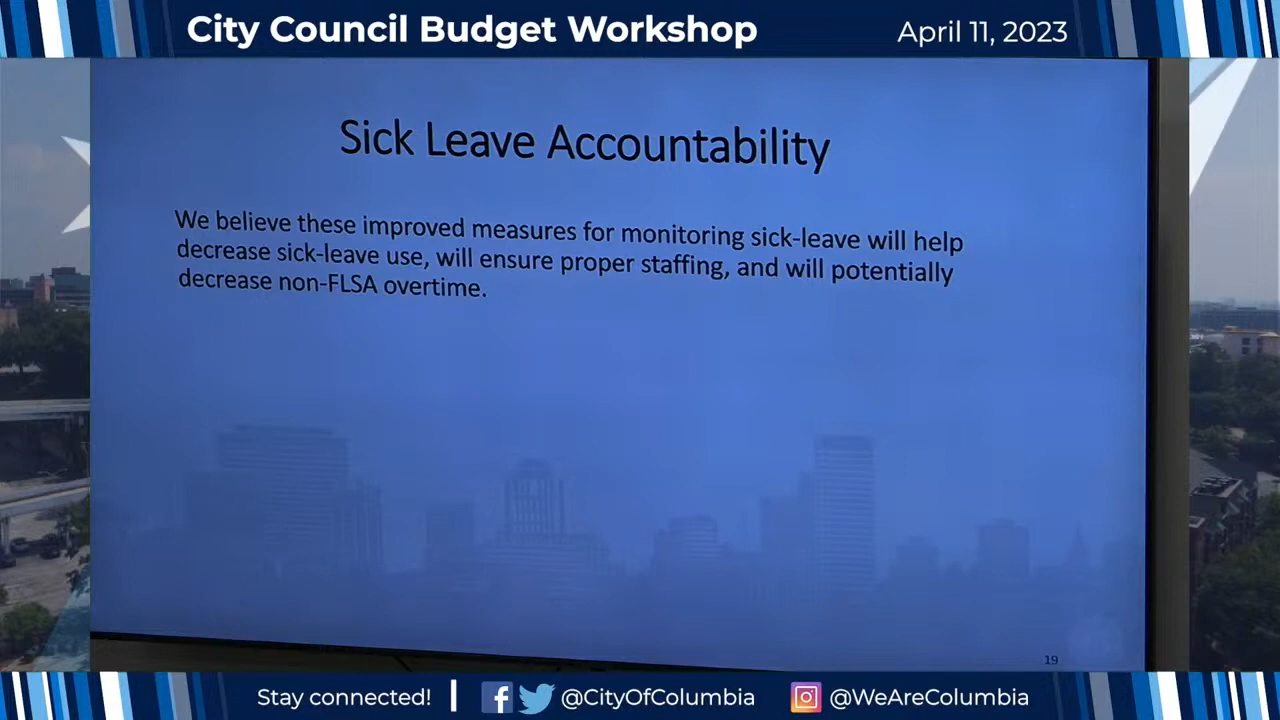 City Council Budget Workshop
April 11, 2023
Sick Leave Accountability
We believe these improved measures for monitoring sick-leave will help
decrease sick-leave use, will ensure proper staffing, and will potentially
decrease non-FLSA overtime.
19
Stay connected! | @CityOfColumbia @WeAreColumbia